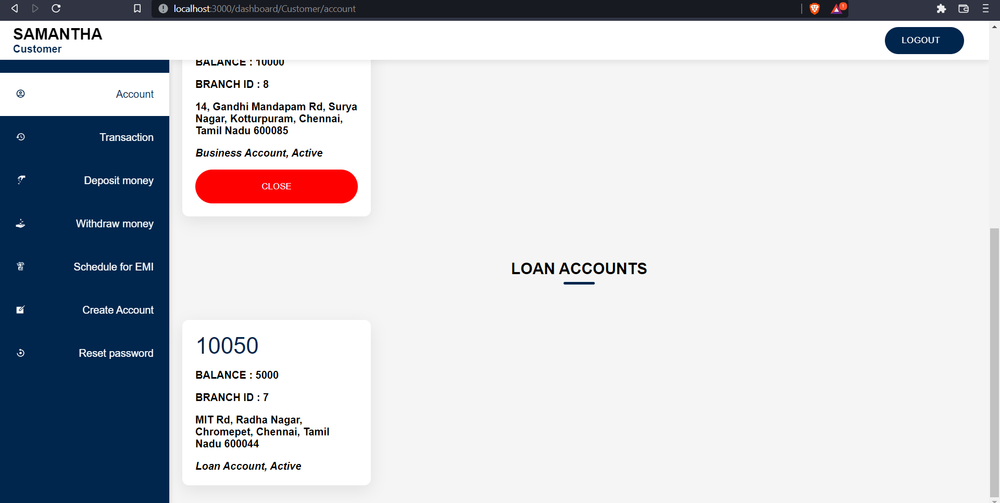 localhost:3000/dashboard/Customer/account
1
SAMANTHA
Customer
LOGOUT
Account
Transaction
Deposit money
Withdraw money
Schedule for EMI
Create Account
Reset password
BALANCE : 10000
BRANCH ID : 8
14, Gandhi Mandapam Rd, Surya
Nagar, Kotturpuram, Chennai,
Tamil Nadu 600085
Business Account, Active
CLOSE
LOAN ACCOUNTS
10050
BALANCE : 5000
BRANCH ID : 7
MIT Rd, Radha Nagar,
Chromepet, Chennai, Tamil
Nadu 600044
Loan Account, Active